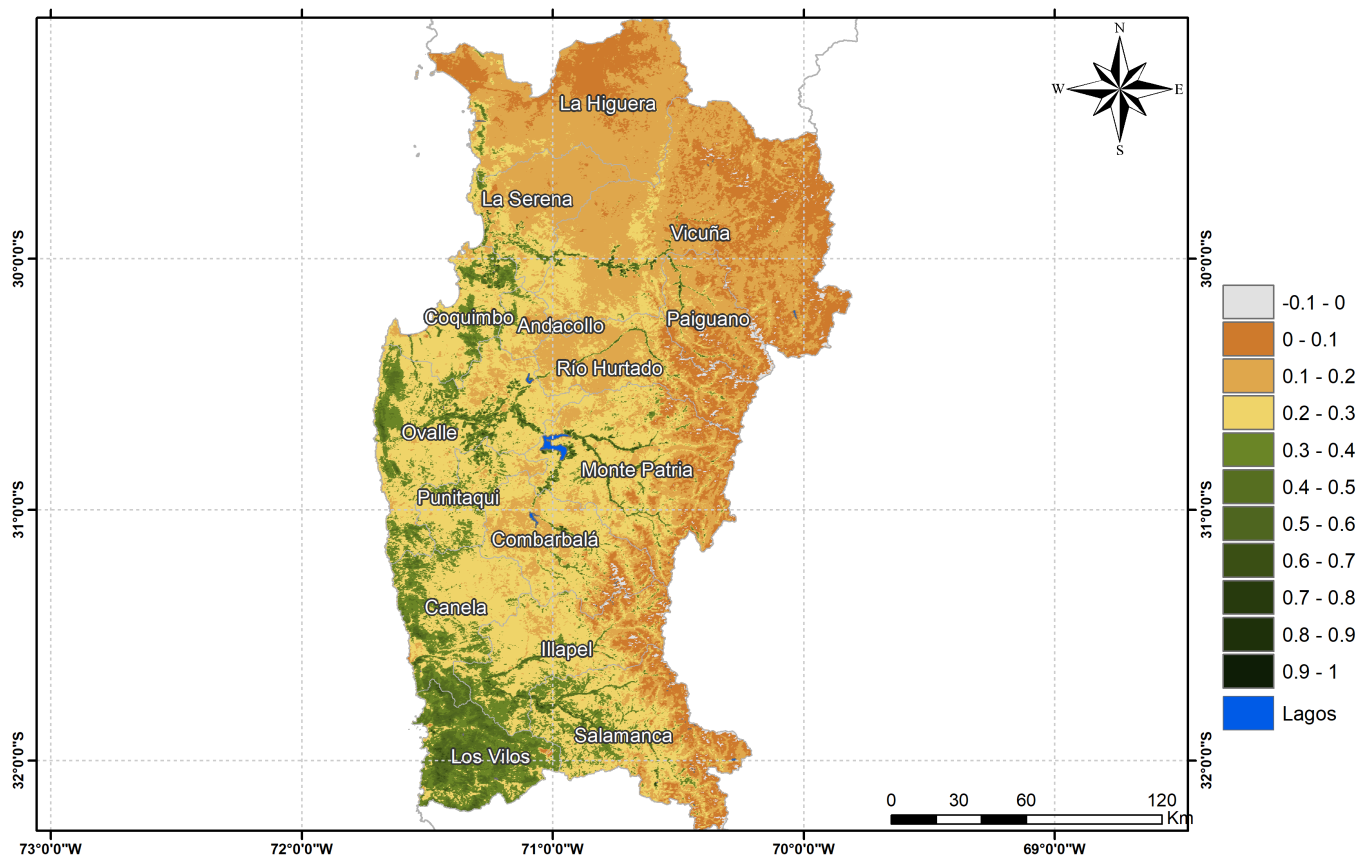 N
W E
S
La Higuera
La Serena
Vicuña
Coquimbo
Andacollo
Paiguano
Río Hurtado
Ovalle
Monte Patria
Punitaqui
Combarbalá
Canela
Illapel
Salamanca
Los Vilos
30°0'0"S
31°0'0"S
32°0'0"S
30°0'0"S
31°0'0"S
32°0'0"S
-0.1 - 0
0 - 0.1
0.1 - 0.2
0.2 - 0.3
0.3 - 0.4
0.4 - 0.5
0.5 - 0.6
0.6 - 0.7
0.7 - 0.8
0.8 - 0.9
0.9 - 1
Lagos
0 30 60 120
Km
73°0'0"W 72°0'0"W 71°0'0"W 70°0'0"W 69°0'0"W